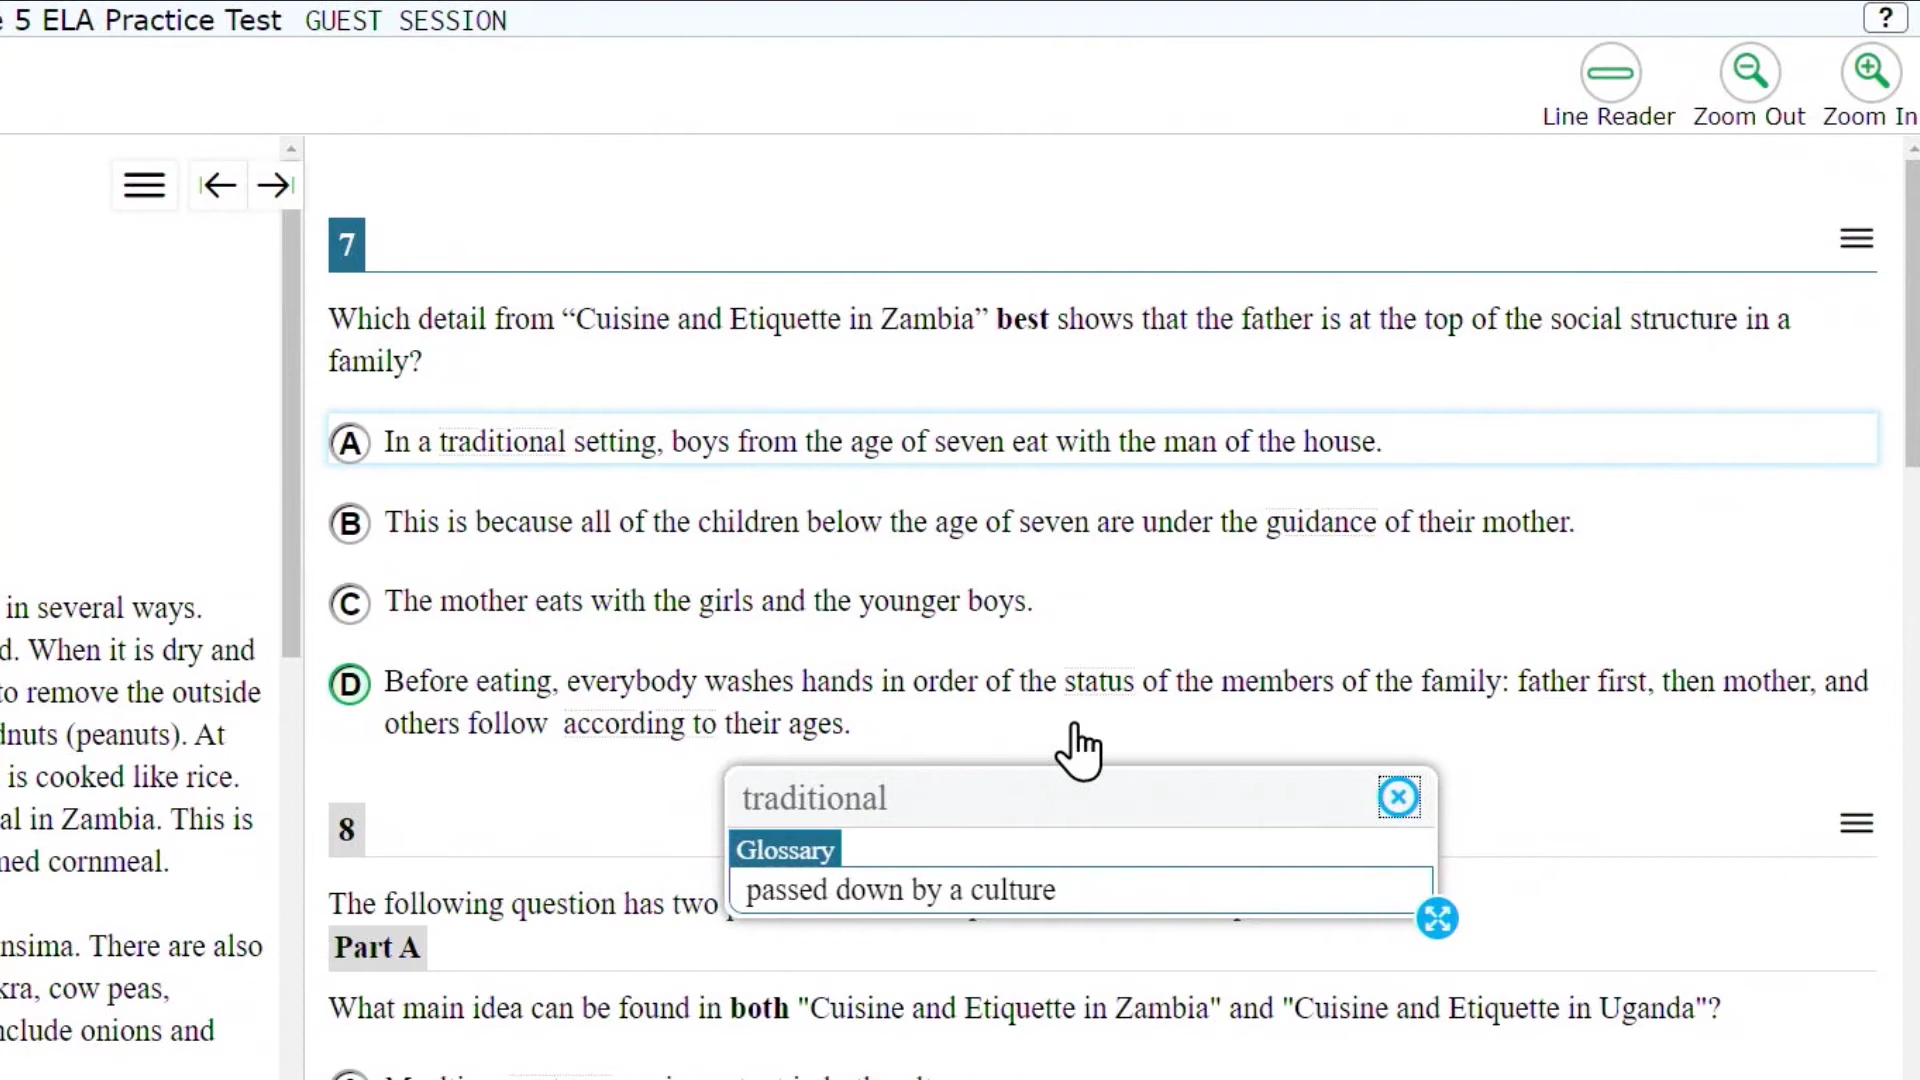 5 ELA Practice Test GUEST SESSION
?
Line Reader Zoom Out Zoom In
in several ways.
d. When it is dry and
to remove the outside
dnuts (peanuts). At
is cooked like rice.
al in Zambia. This is
ned cornmeal.
nsima. There are also
kra, cow peas,
nclude onions and
7
Which detail from “Cuisine and Etiquette in Zambia” best shows that the father is at the top of the social structure in a
family?
A In a traditional setting, boys from the age of seven eat with the man of the house.
B This is because all of the children below the age of seven are under the guidance of their mother.
C The mother eats with the girls and the younger boys.
D Before eating, everybody washes hands in order of the status of the members of the family: father first, then mother, and
others follow according to their ages.
traditional
Glossary
passed down by a culture
8
The following question has two
Part A
What main idea can be found in both "Cuisine and Etiquette in Zambia" and "Cuisine and Etiquette in Uganda"?